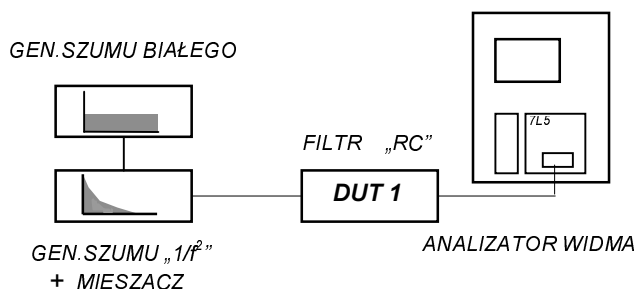 GEN.SZUMU BIAŁEGO
7L5
FILTR „RC”
DUT 1
ANALIZATOR WIDMA
GEN.SZUMU „1/f²”
+ MIESZACZ